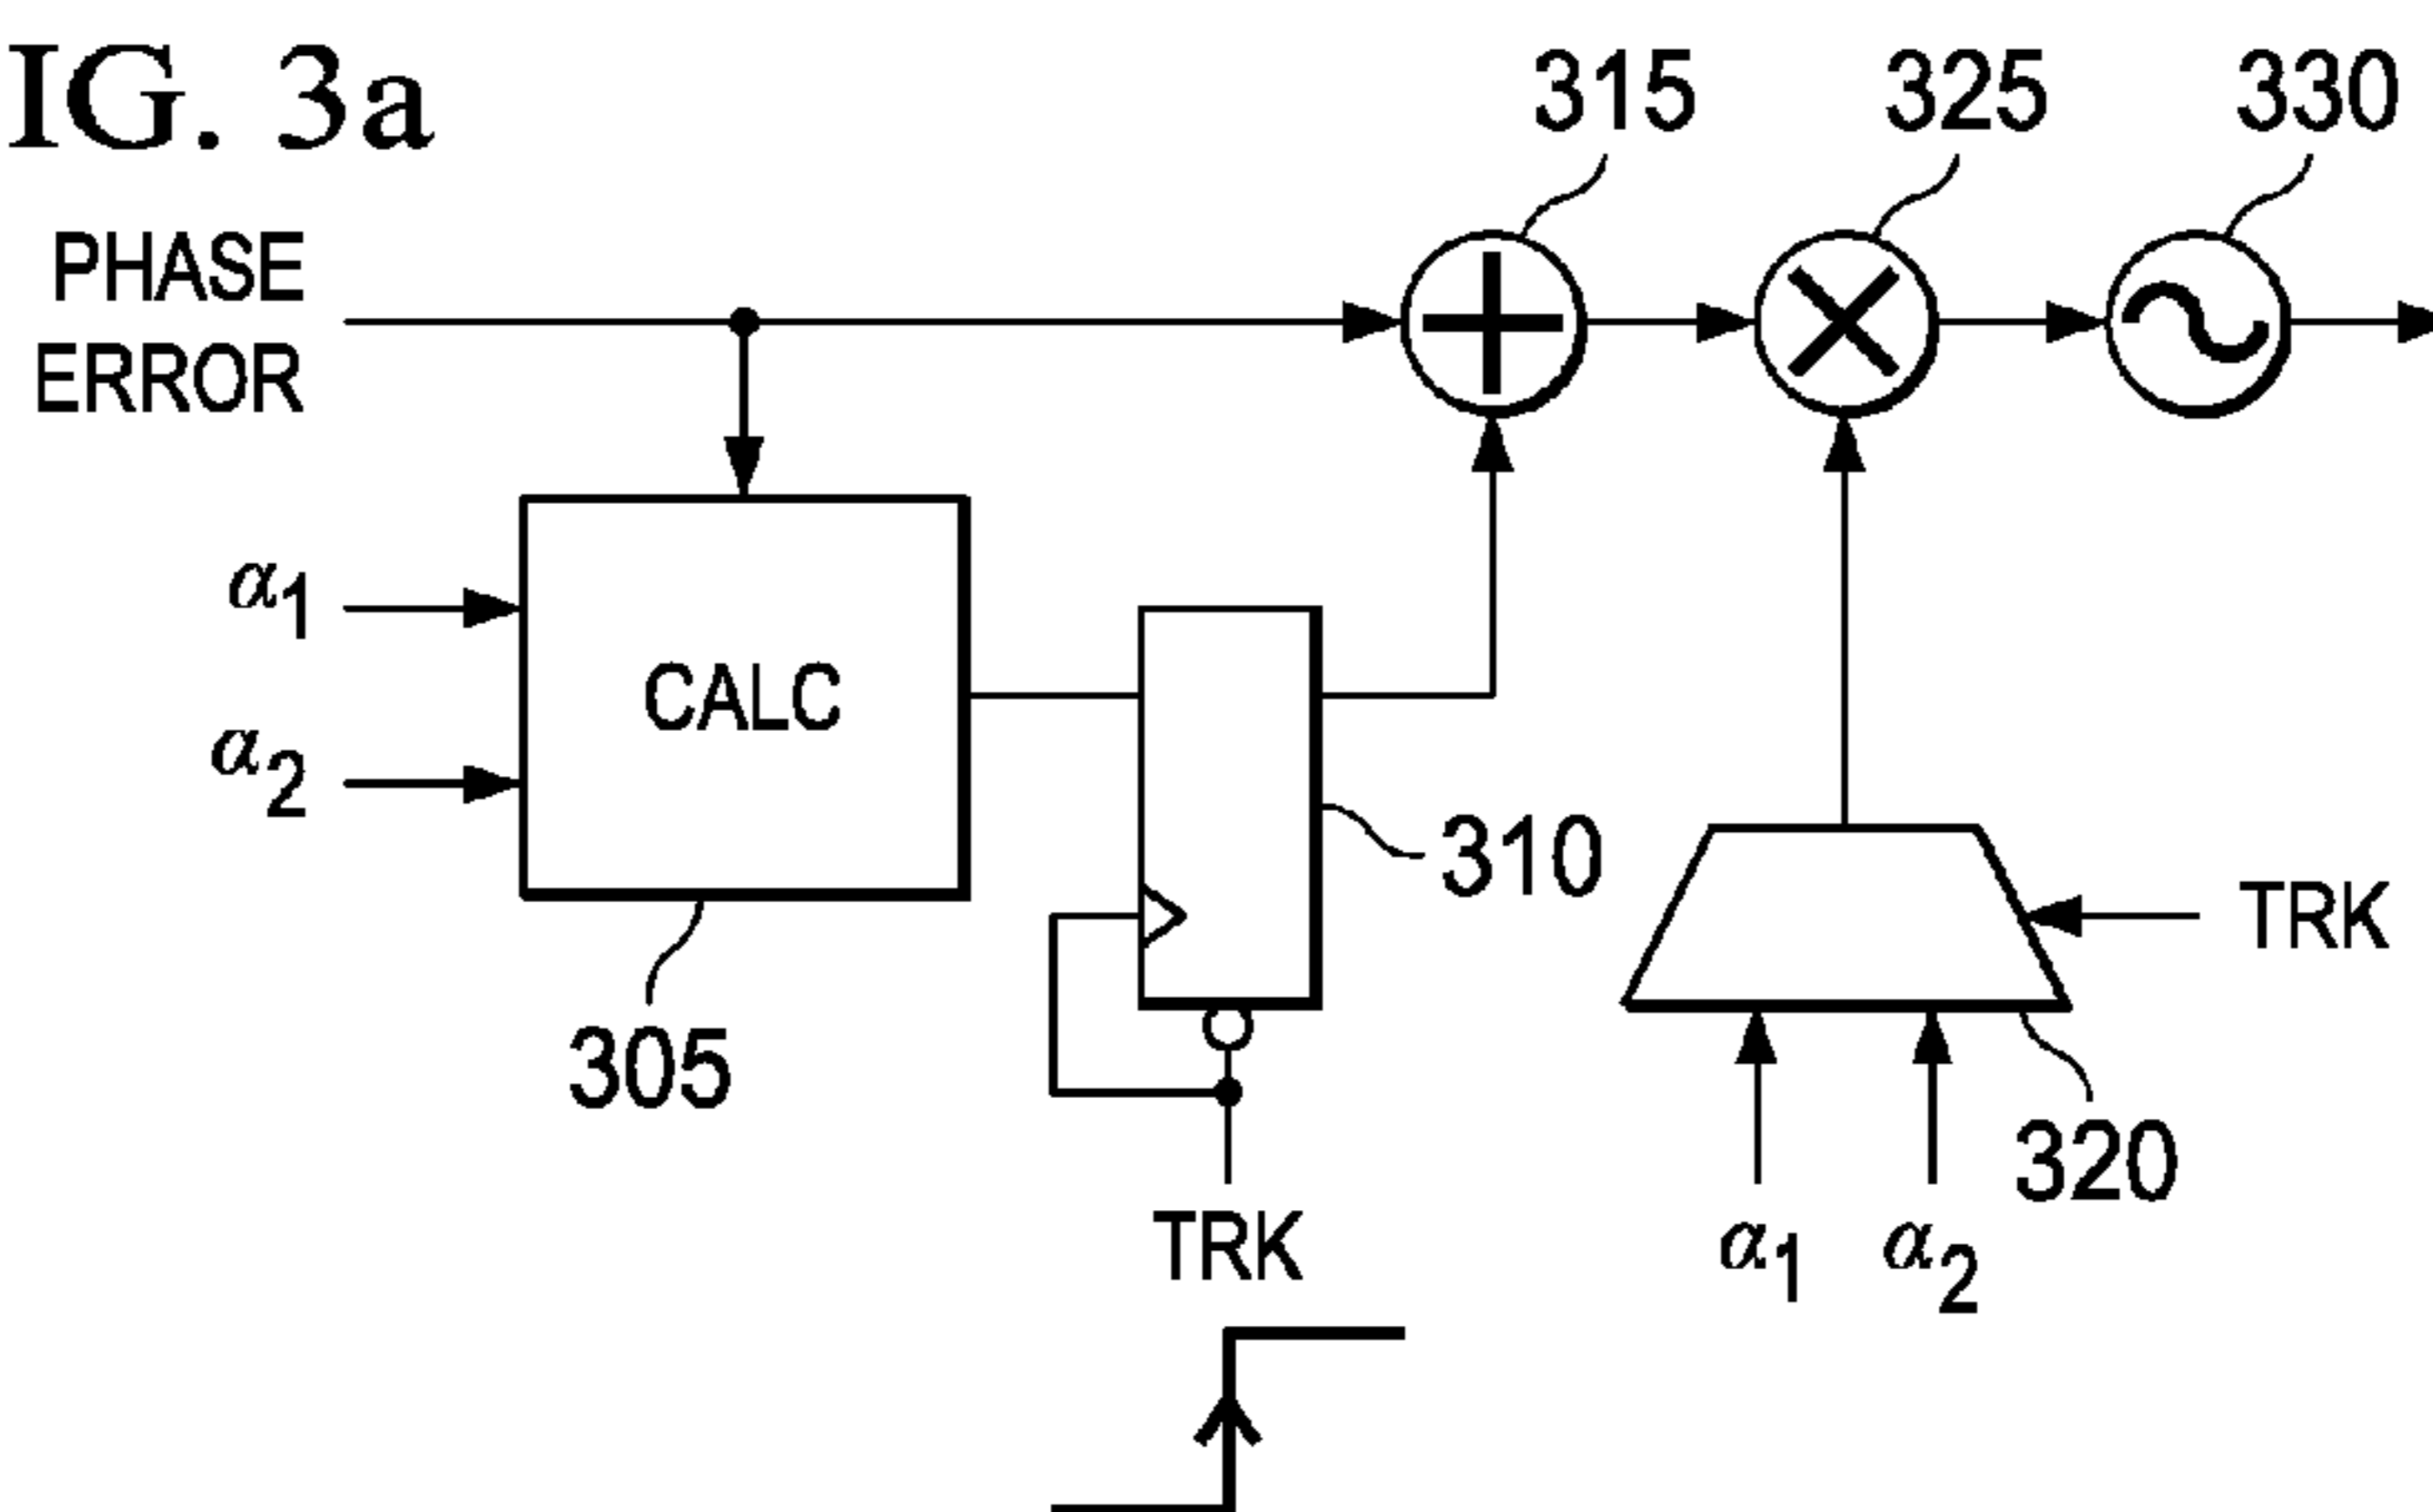 IG. 3a
315
325
330
PHASE
ERROR
α1
α2
CALC
305
310
TRK
TRK
320
α1
α2